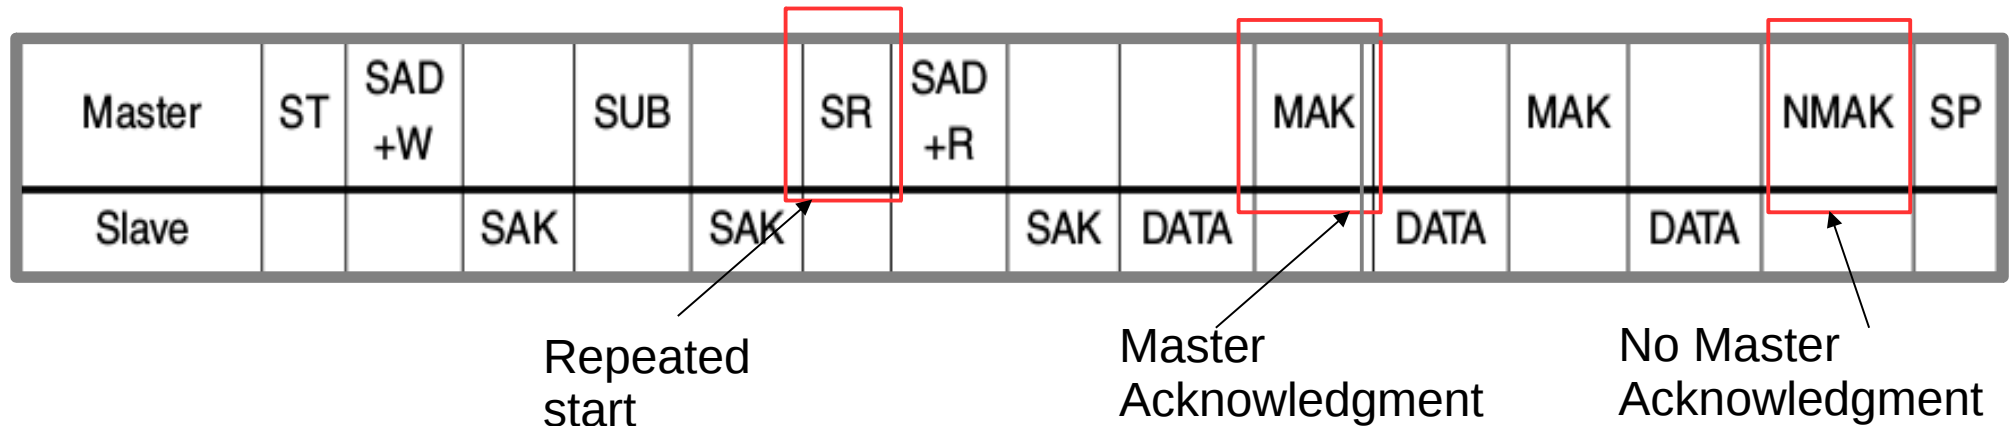 Master ST SAD +W SUB SR SAD +R MAK MAK NMAK SP
Slave SAK SAK SAK DATA DATA DATA
Repeated
start
Master
Acknowledgment
No Master
Acknowledgment